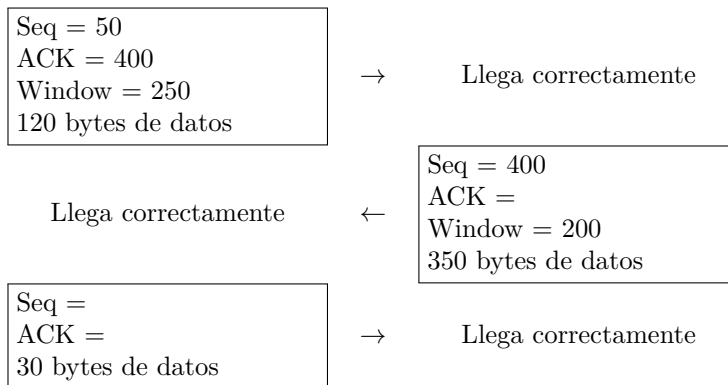 Seq = 50
ACK = 400
Window = 250
120 bytes de datos
→ Llega correctamente
Seq = 400
ACK =
Window = 200
350 bytes de datos
Llega correctamente ←
Seq =
ACK =
30 bytes de datos
→ Llega correctamente